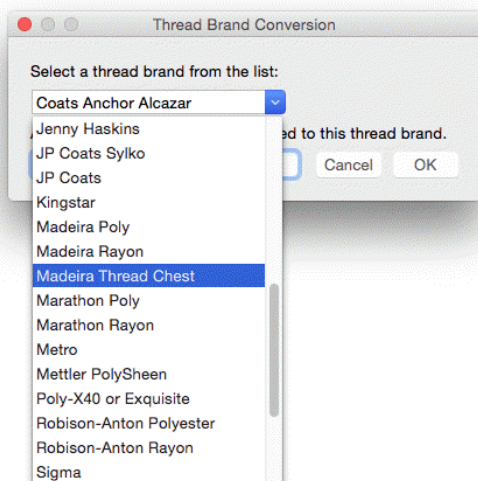 Thread Brand Conversion
Select a thread brand from the list:
Coats Anchor Alcazar
ed to this thread brand.
Cancel
OK
Jenny Haskins
JP Coats Sylko
JP Coats
Kingstar
Madeira Poly
Madeira Rayon
Madeira Thread Chest
Marathon Poly
Marathon Rayon
Metro
Mettler PolySheen
Poly-X40 or Exquisite
Robison-Anton Polyester
Robison-Anton Rayon
Sigma